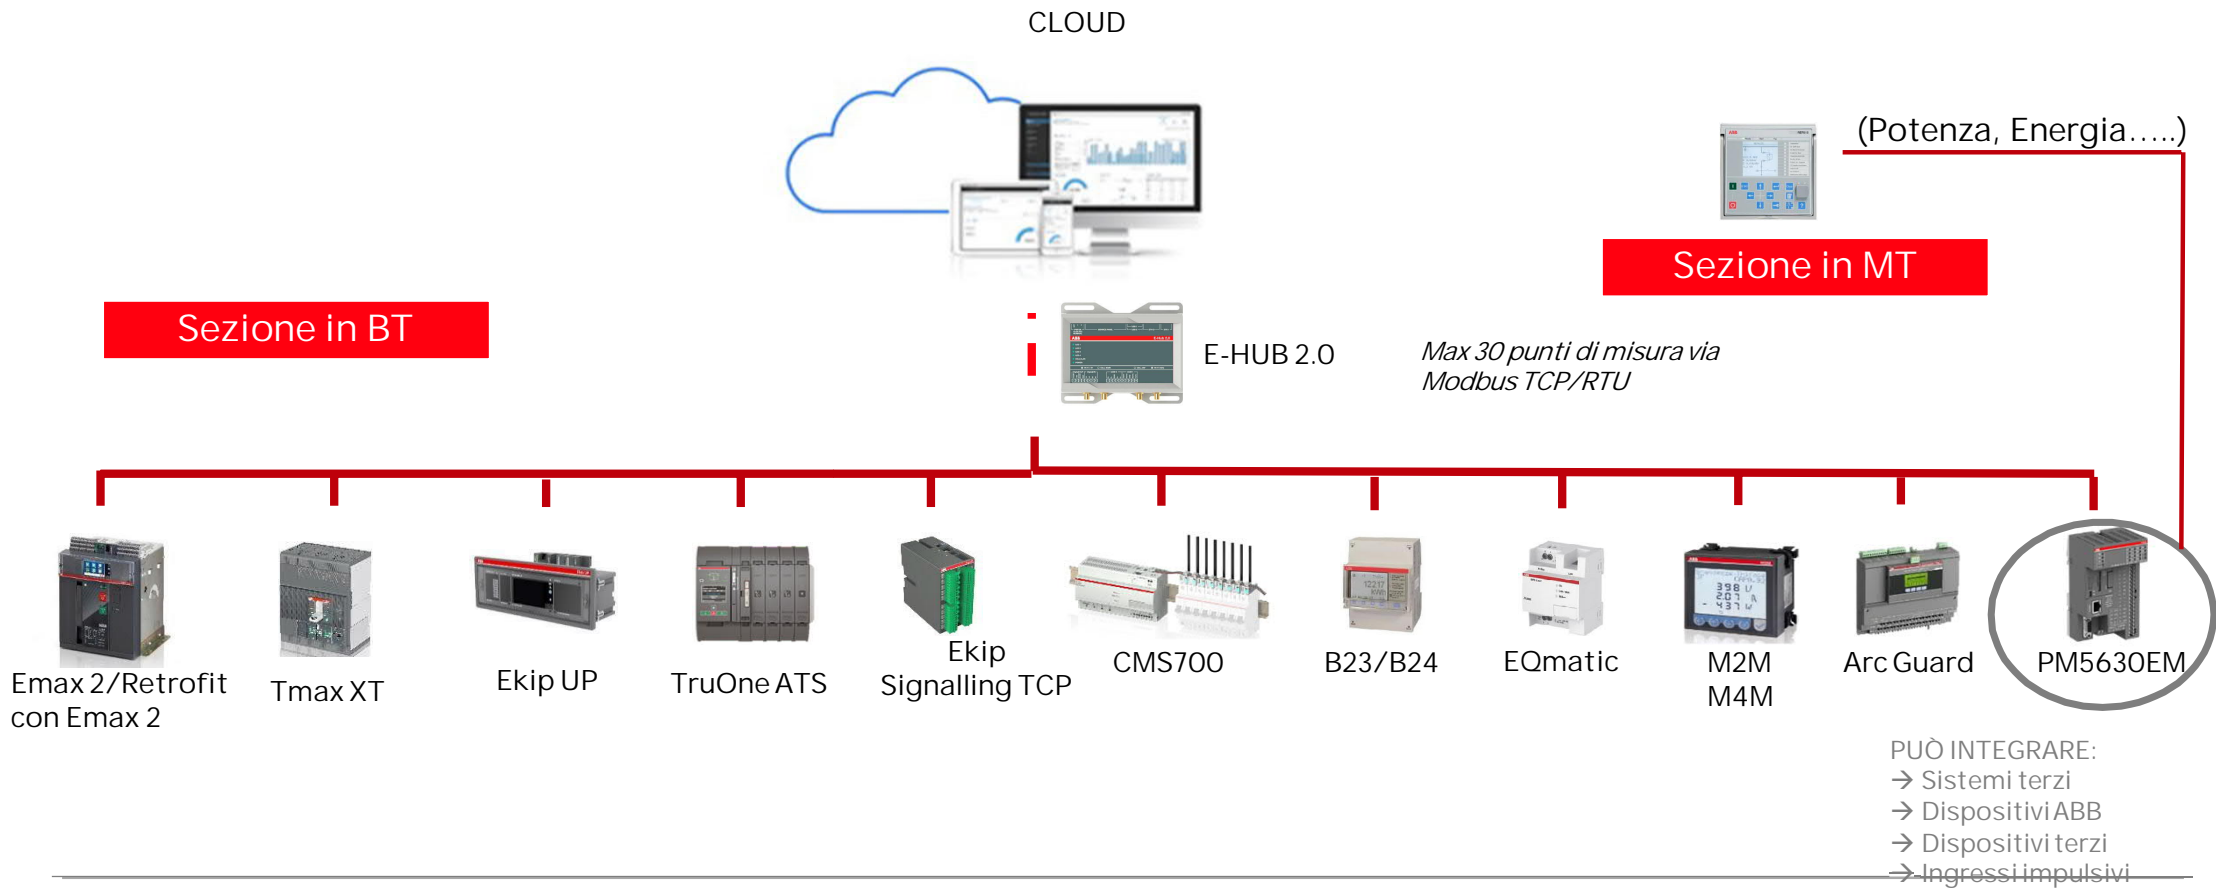 CLOUD
(Potenza, Energia.....)
Sezione in MT
Sezione in BT
E-HUB 2.0
Max 30 punti di misura via
Modbus TCP/RTU
Emax 2/Retrofit
con Emax 2
Tmax XT
Ekip UP
TruOne ATS
Ekip
Signalling TCP
CMS700
B23/B24
EQmatic
M2M
M4M
Arc Guard
PM5630EM
PUÒ INTEGRARE:
→ Sistemi terzi
→ Dispositivi ABB
→ Dispositivi terzi
→ Ingressi impulsivi